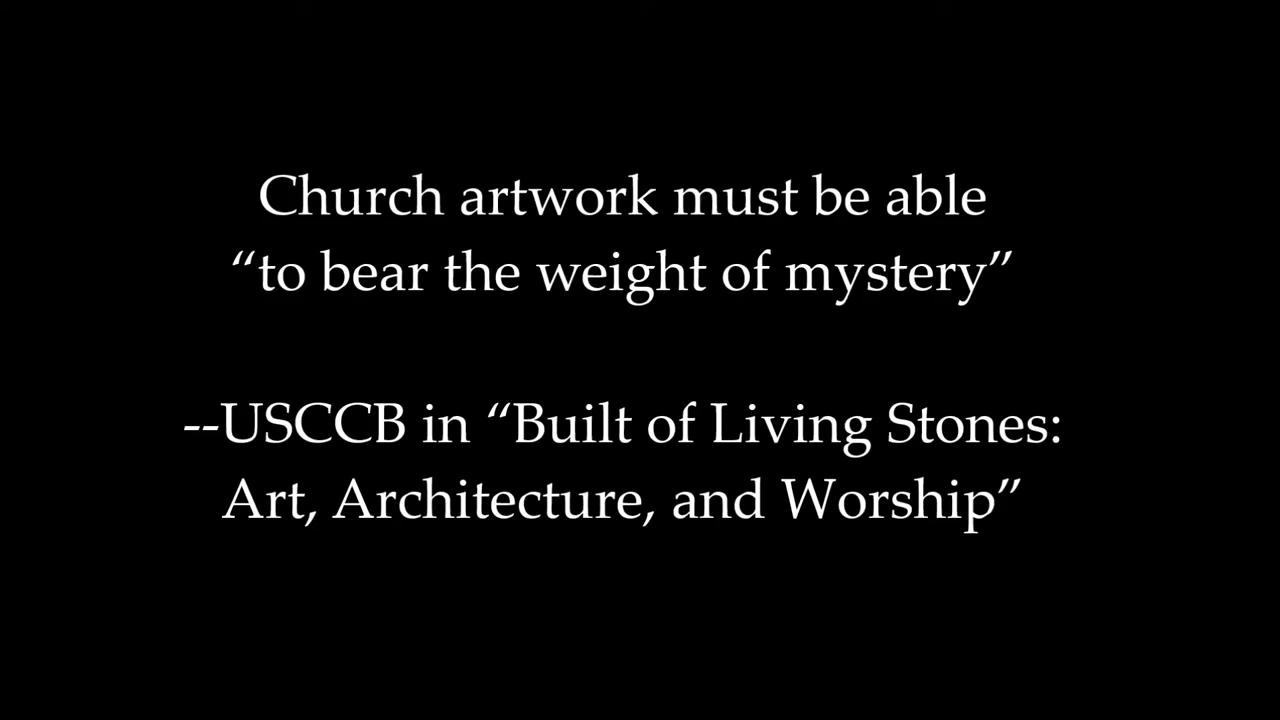 Church artwork must be able
“to bear the weight of mystery”
--USCCB in “Built of Living Stones:
Art, Architecture, and Worship”